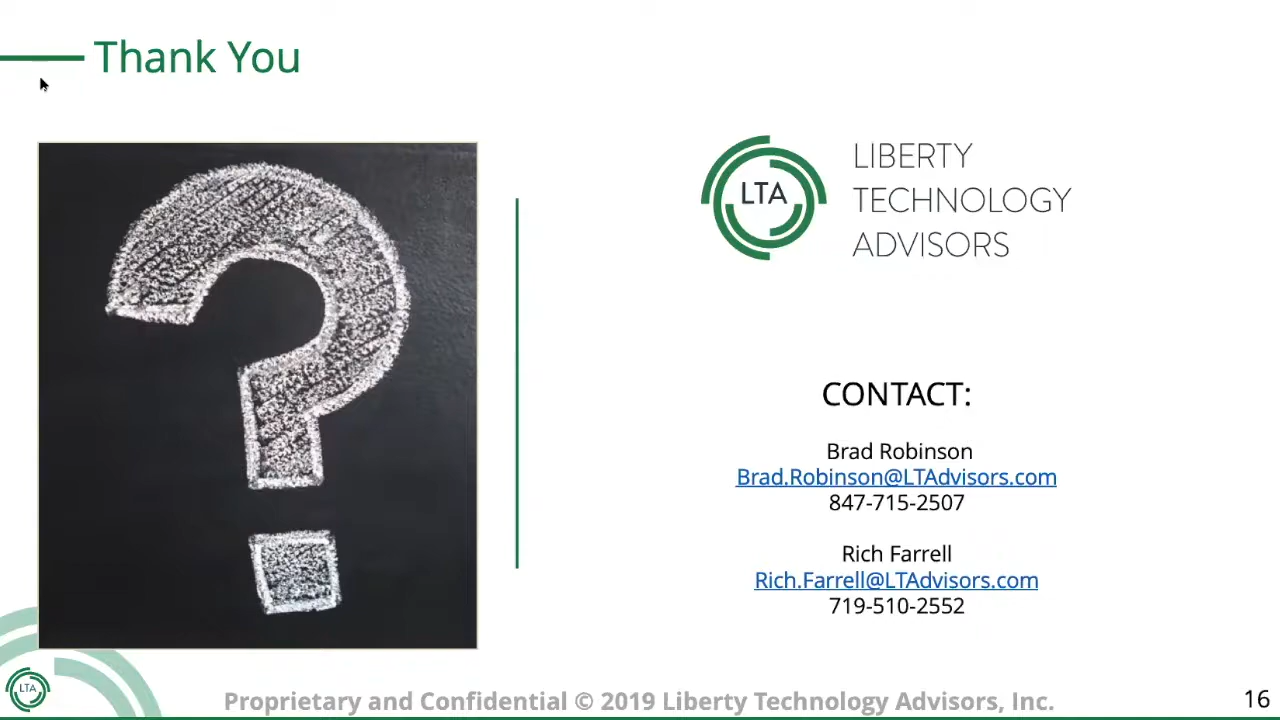 Thank You
LTA
LIBERTY
TECHNOLOGY
ADVISORS
CONTACT:
Brad Robinson
Brad.Robinson@LTAdvisors.com
847-715-2507
Rich Farrell
Rich.Farrell@LTAdvisors.com
719-510-2552
LTA
Proprietary and Confidential © 2019 Liberty Technology Advisors, Inc.
16